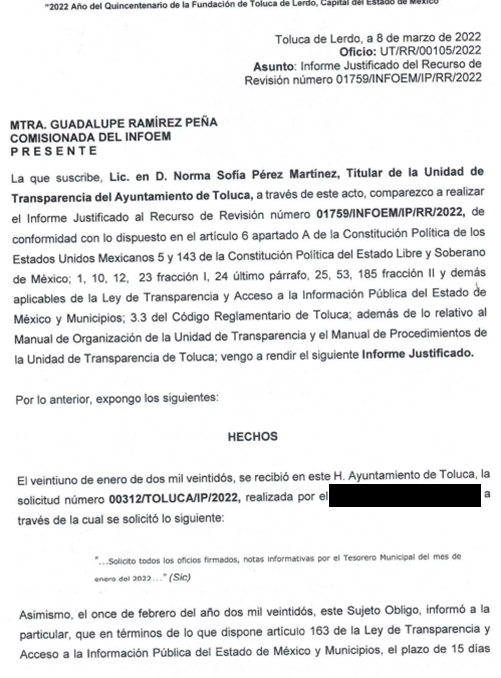 "2022 Año del Quincentenario de la Fundación de Toluca de Lerdo, Capital del Estado de México"
Toluca de Lerdo, a 8 de marzo de 2022
Oficio: UT/RR/00105/2022
Asunto: Informe Justificado del Recurso de
Revisión número 01759/INFOEM/IP/RR/2022
MTRA. GUADALUPE RAMÍREZ PEÑA
COMISIONADA DEL INFOEM
P R E S E N T E
La que suscribe, Lic. en D. Norma Sofía Pérez Martínez, Titular de la Unidad de
Transparencia del Ayuntamiento de Toluca, a través de este acto, comparezco a realizar
el Informe Justificado al Recurso de Revisión número 01759/INFOEM/IP/RR/2022, de
conformidad con lo dispuesto en el artículo 6 apartado A de la Constitución Política de los
Estados Unidos Mexicanos 5 y 143 de la Constitución Política del Estado Libre y Soberano
de México; 1, 10, 12, 23 fracción I, 24 último párrafo, 25, 53, 185 fracción II y demás
aplicables de la Ley de Transparencia y Acceso a la Información Pública del Estado de
México y Municipios; 3.3 del Código Reglamentario de Toluca; además de lo relativo al
Manual de Organización de la Unidad de Transparencia y el Manual de Procedimientos de
la Unidad de Transparencia de Toluca; vengo a rendir el siguiente Informe Justificado.
Por lo anterior, expongo los siguientes:
HECHOS
El veintiuno de enero de dos mil veintidós, se recibió en este H. Ayuntamiento de Toluca, la
solicitud número 00312/TOLUCA/IP/2022, realizada por el a
través de la cual se solicitó lo siguiente:
"...Solicito todos los oficios firmados, notas informativas por el Tesorero Municipal del mes de
enero del 2022..." (Sic)
Asimismo, el once de febrero del año dos mil veintidós, este Sujeto Obligo, informó a la
particular, que en términos de lo que dispone artículo 163 de la Ley de Transparencia y
Acceso a la Información Pública del Estado de México y Municipios, el plazo de 15 días